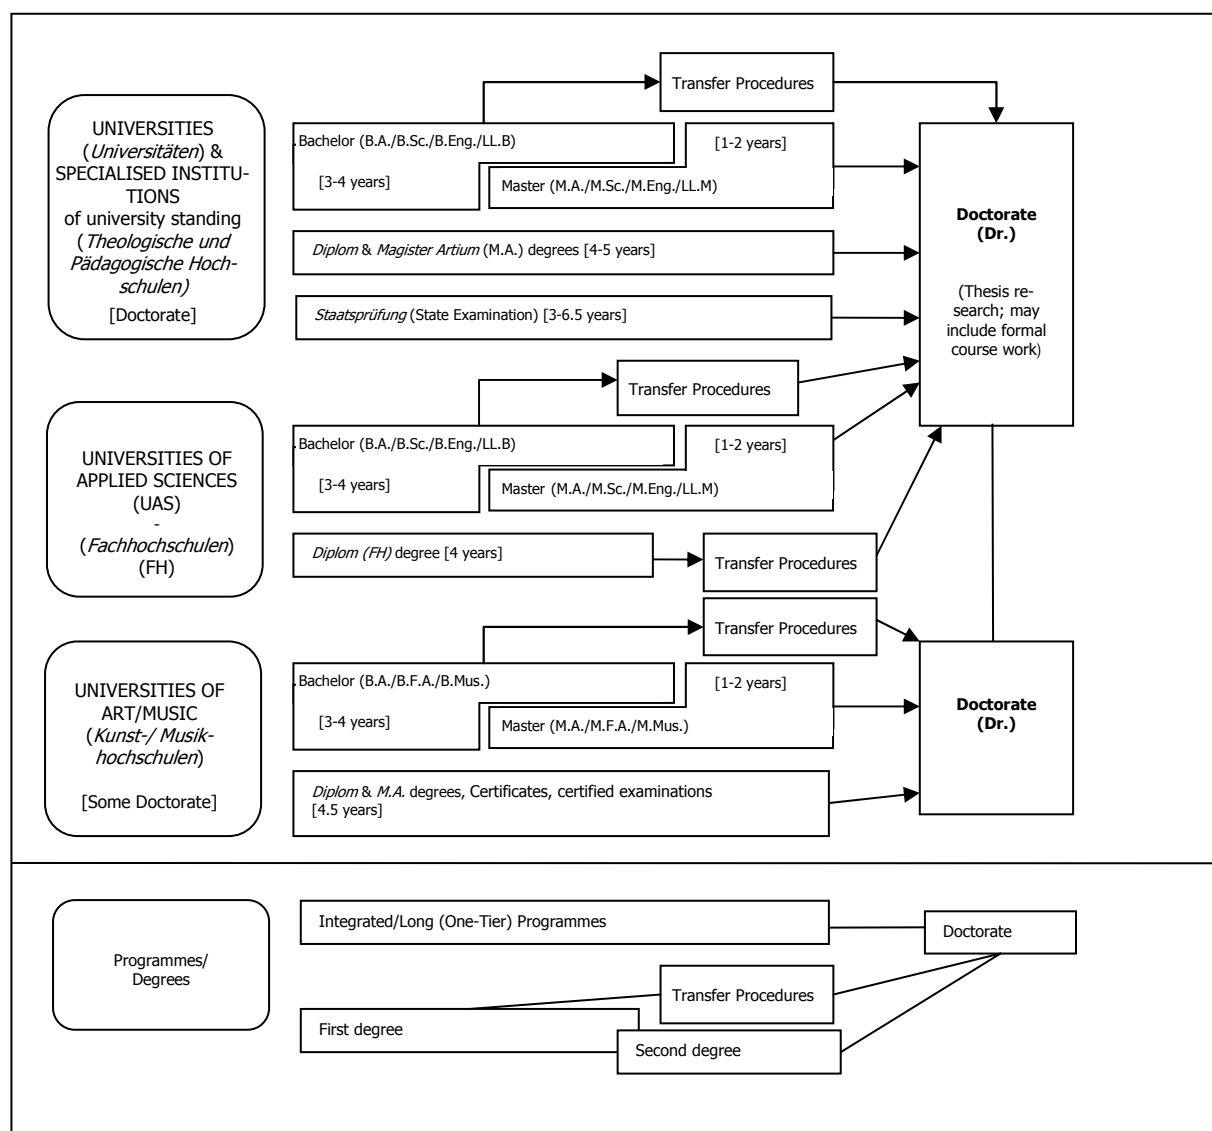 Transfer Procedures
UNIVERSITIES
(Universitäten) &
SPECIALISED INSTITU-
TIONS
of university standing
(Theologische und
Pädagogische Hoch-
schulen)
[Doctorate]
.Bachelor (B.A./B.Sc./B.Eng./LL.B)
[3-4 years]
[1-2 years]
Master (M.A./M.Sc./M.Eng./LL.M)
Diplom & Magister Artium (M.A.) degrees [4-5 years]
Staatsprüfung (State Examination) [3-6.5 years]
Doctorate
(Dr.)
(Thesis re-
search; may
include formal
course work)
Transfer Procedures
UNIVERSITIES OF
APPLIED SCIENCES
(UAS)
-
(Fachhochschulen)
(FH)
.Bachelor (B.A./B.Sc./B.Eng./LL.B)
[3-4 years]
[1-2 years]
Master (M.A./M.Sc./M.Eng./LL.M)
Diplom (FH) degree [4 years]
Transfer Procedures
Transfer Procedures
UNIVERSITIES OF
ART/MUSIC
(Kunst-/ Musik-
hochschulen)
[Some Doctorate]
.Bachelor (B.A./B.F.A./B.Mus.)
[3-4 years]
[1-2 years]
Master (M.A./M.F.A./M.Mus.)
Diplom & M.A. degrees, Certificates, certified examinations
[4.5 years]
Doctorate
(Dr.)
Programmes/
Degrees
Integrated/Long (One-Tier) Programmes
Doctorate
Transfer Procedures
First degree
Second degree